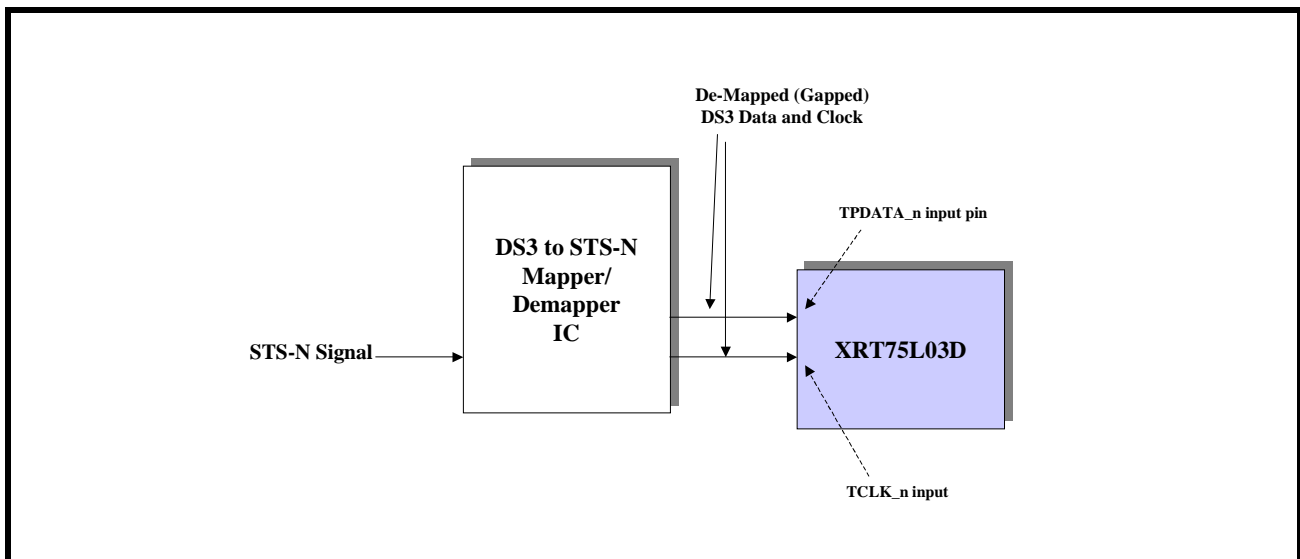 De-Mapped (Gapped)
DS3 Data and Clock
TPDATA_n input pin
DS3 to STS-N
Mapper/
Demapper
IC
STS-N Signal
XRT75L03D
TCLK_n input